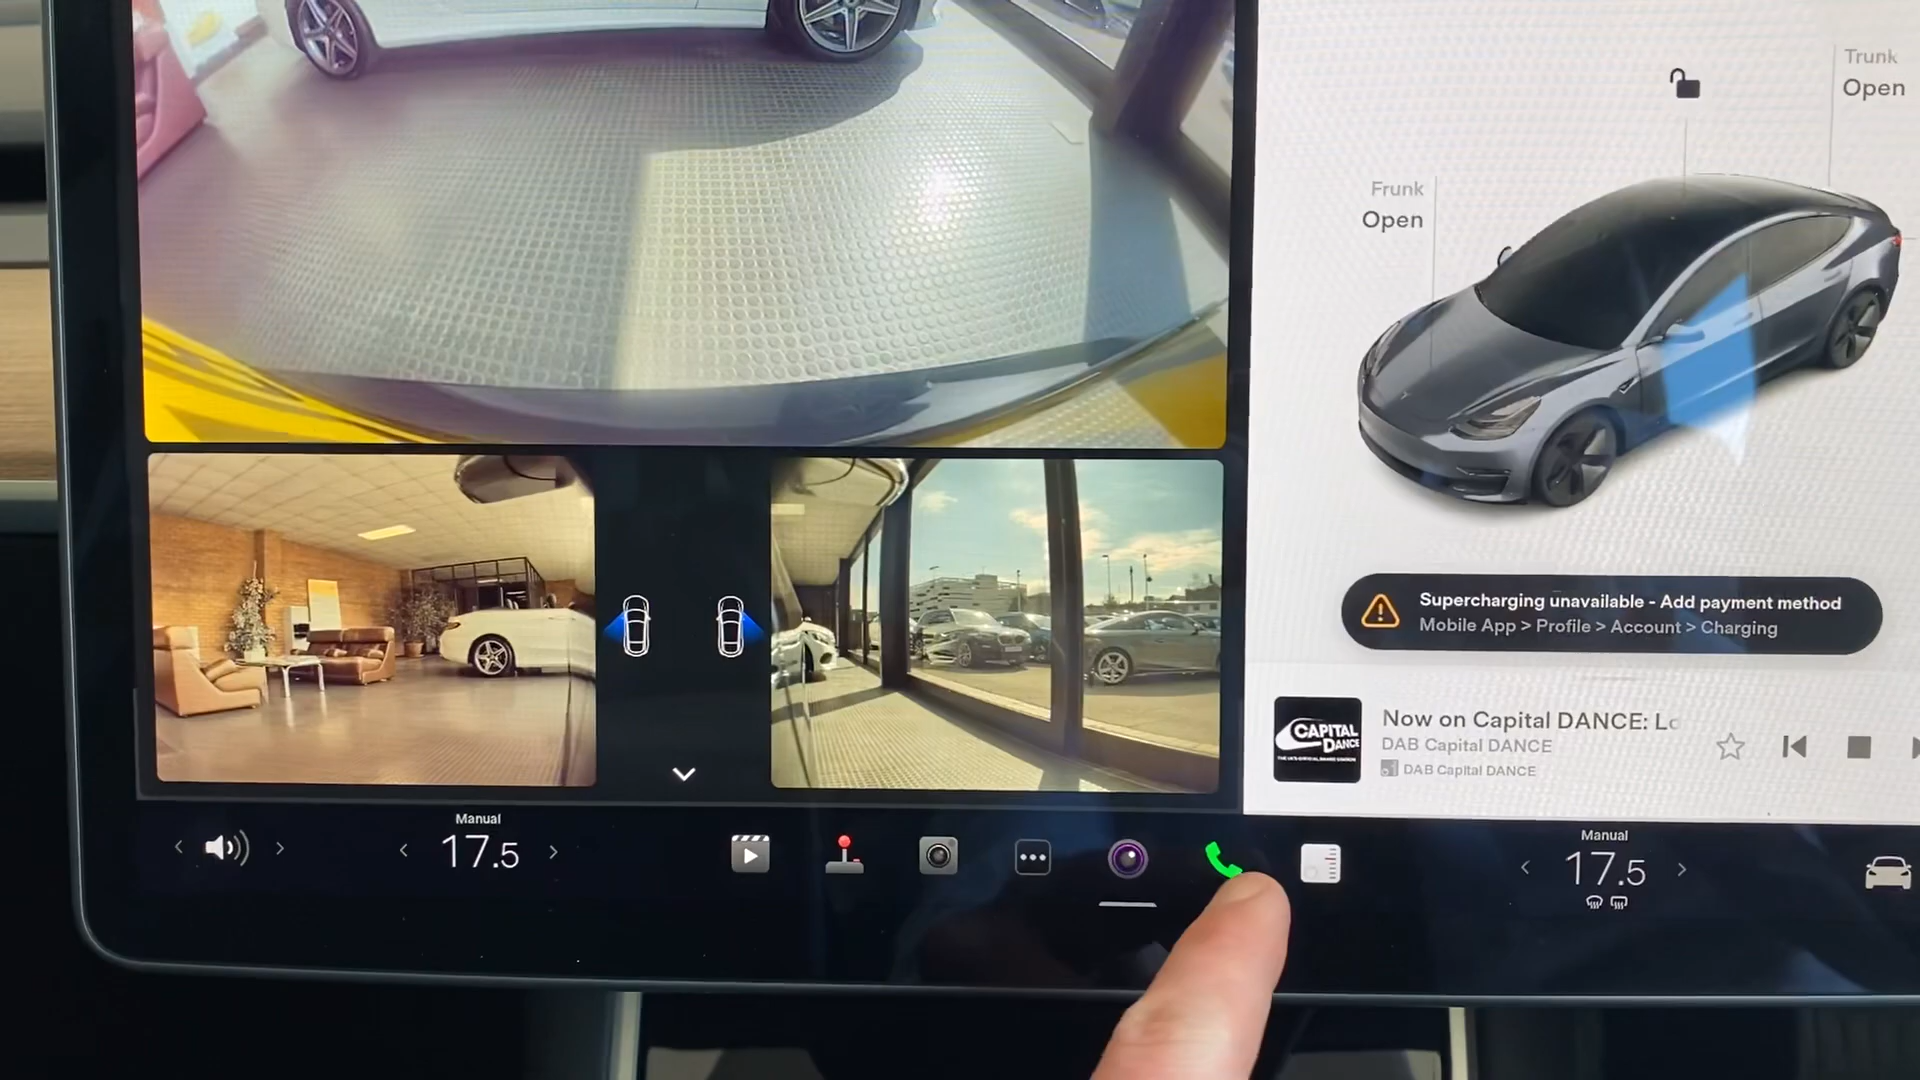 Trunk
Open
Frunk
Open
Supercharging unavailable - Add payment method
Mobile App > Profile > Account > Charging
CAPITAL
DANCE
Now on Capital DANCE: Lo
DAB Capital DANCE
DAB Capital DANCE
Manual
17.5
Manual
17.5